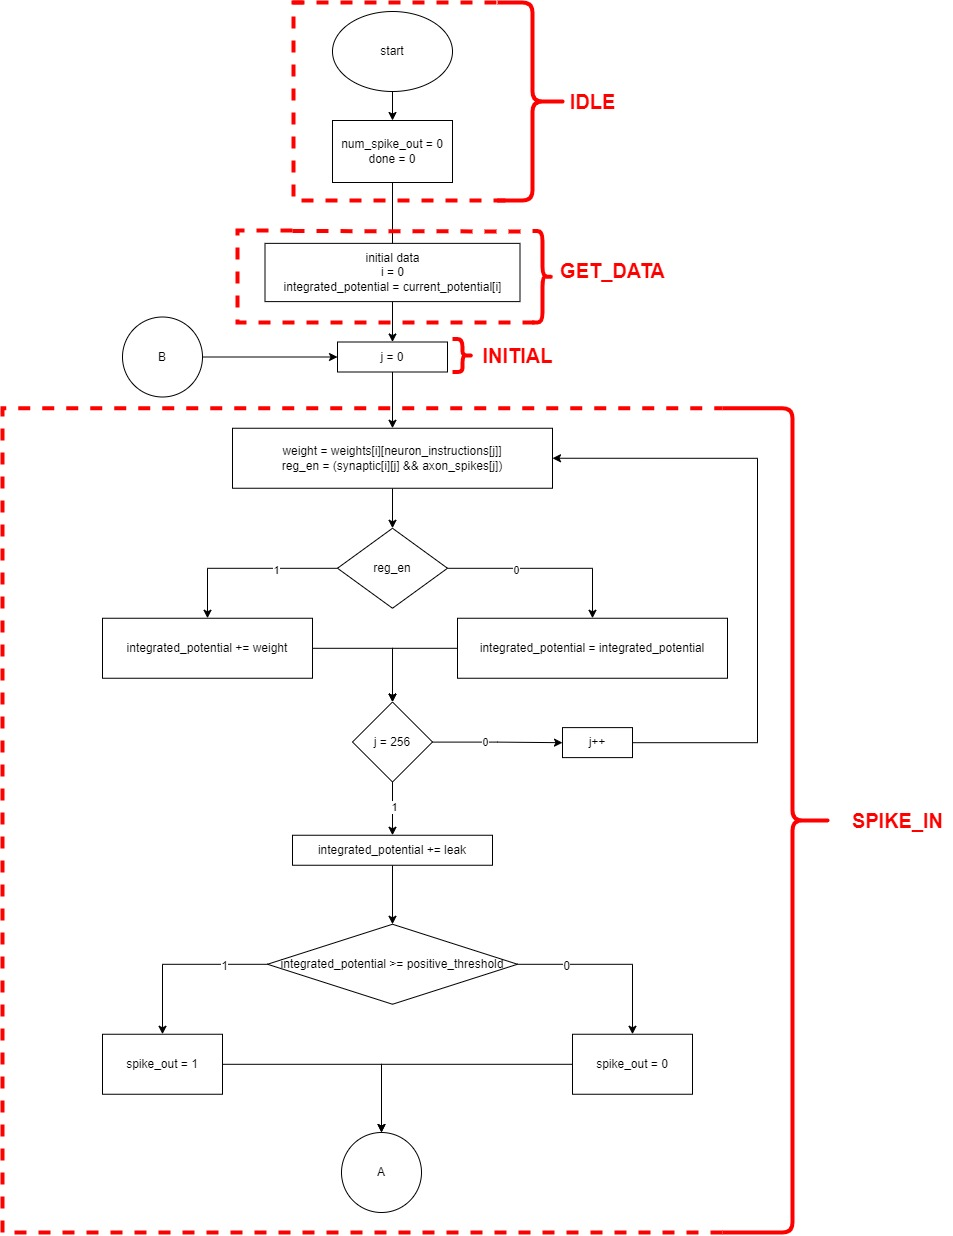 start
IDLE
num_spike_out = 0
done = 0
initial data
i = 0
integrated_potential = current_potential[i]
GET_DATA
B
j = 0
INITIAL
weight = weights[i][neuron_instructions[j]]
reg_en = (synaptic[i][j] && axon_spikes[j])
1
reg_en
0
integrated_potential += weight
integrated_potential = integrated_potential
j = 256
0
j++
1
SPIKE_IN
integrated_potential += leak
1
integrated_potential >= positive_threshold
0
spike_out = 1
spike_out = 0
A